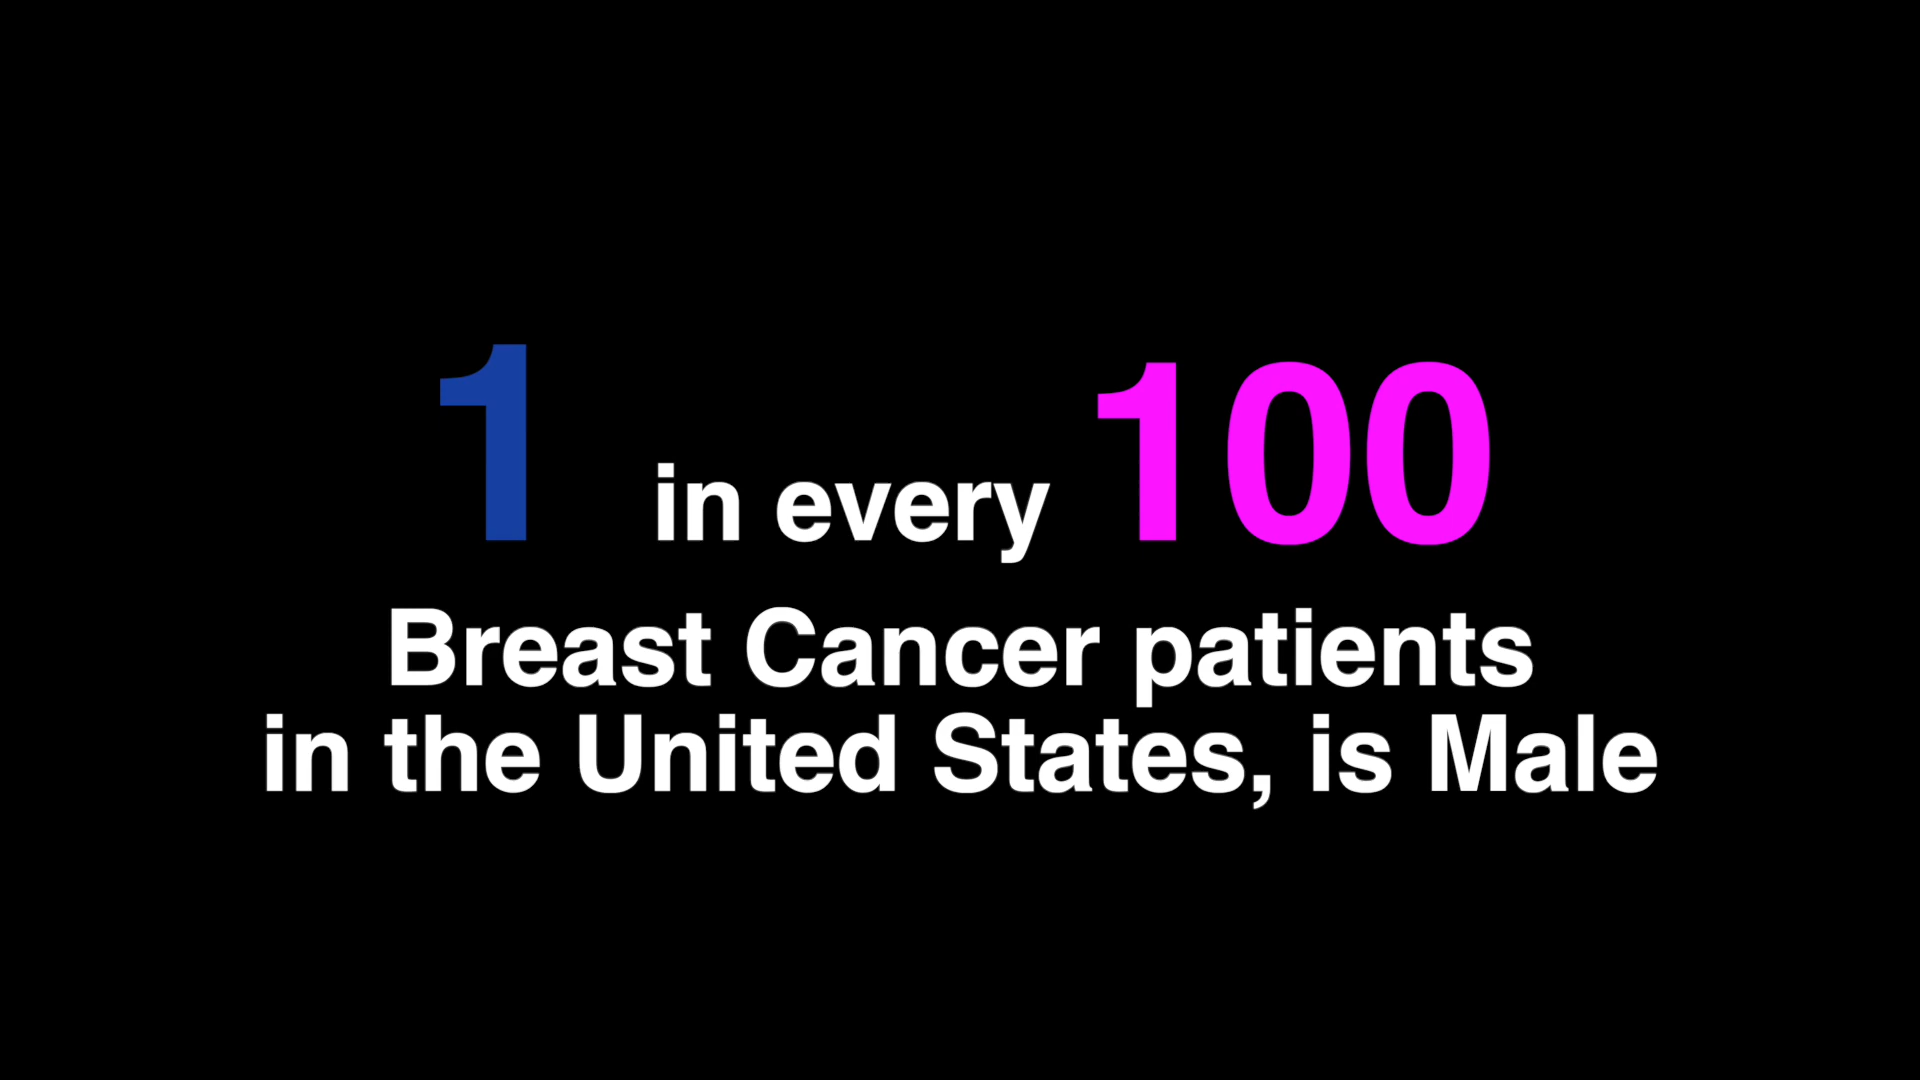 1 in every 100
Breast Cancer patients
in the United States, is Male